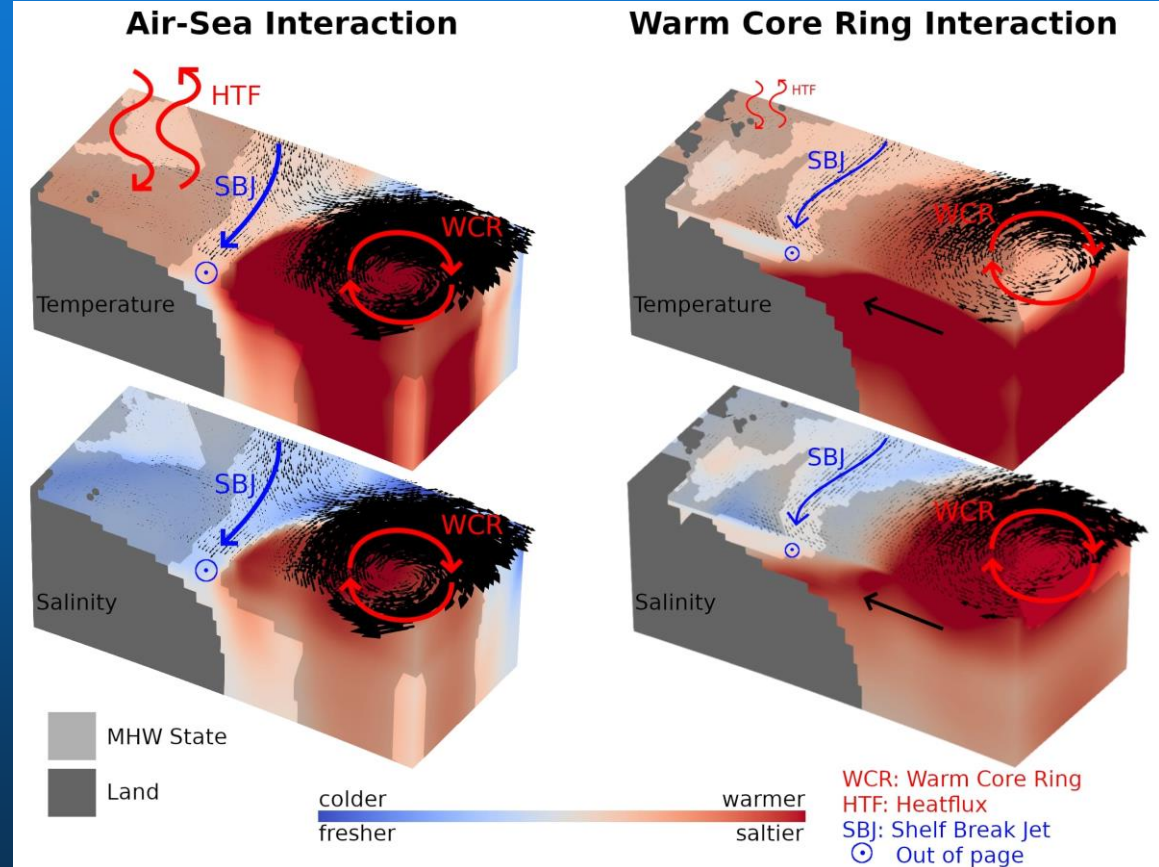 Air-Sea Interaction
Warm Core Ring Interaction
HTF
SBJ
WCR
Temperature
HTF
SBJ
WCR
Temperature
SBJ
WCR
Salinity
SBJ
WCR
Salinity
MHW State
Land
colder
warmer
fresher
saltier
WCR: Warm Core Ring
HTF: Heatflux
SBJ: Shelf Break Jet
Out of page